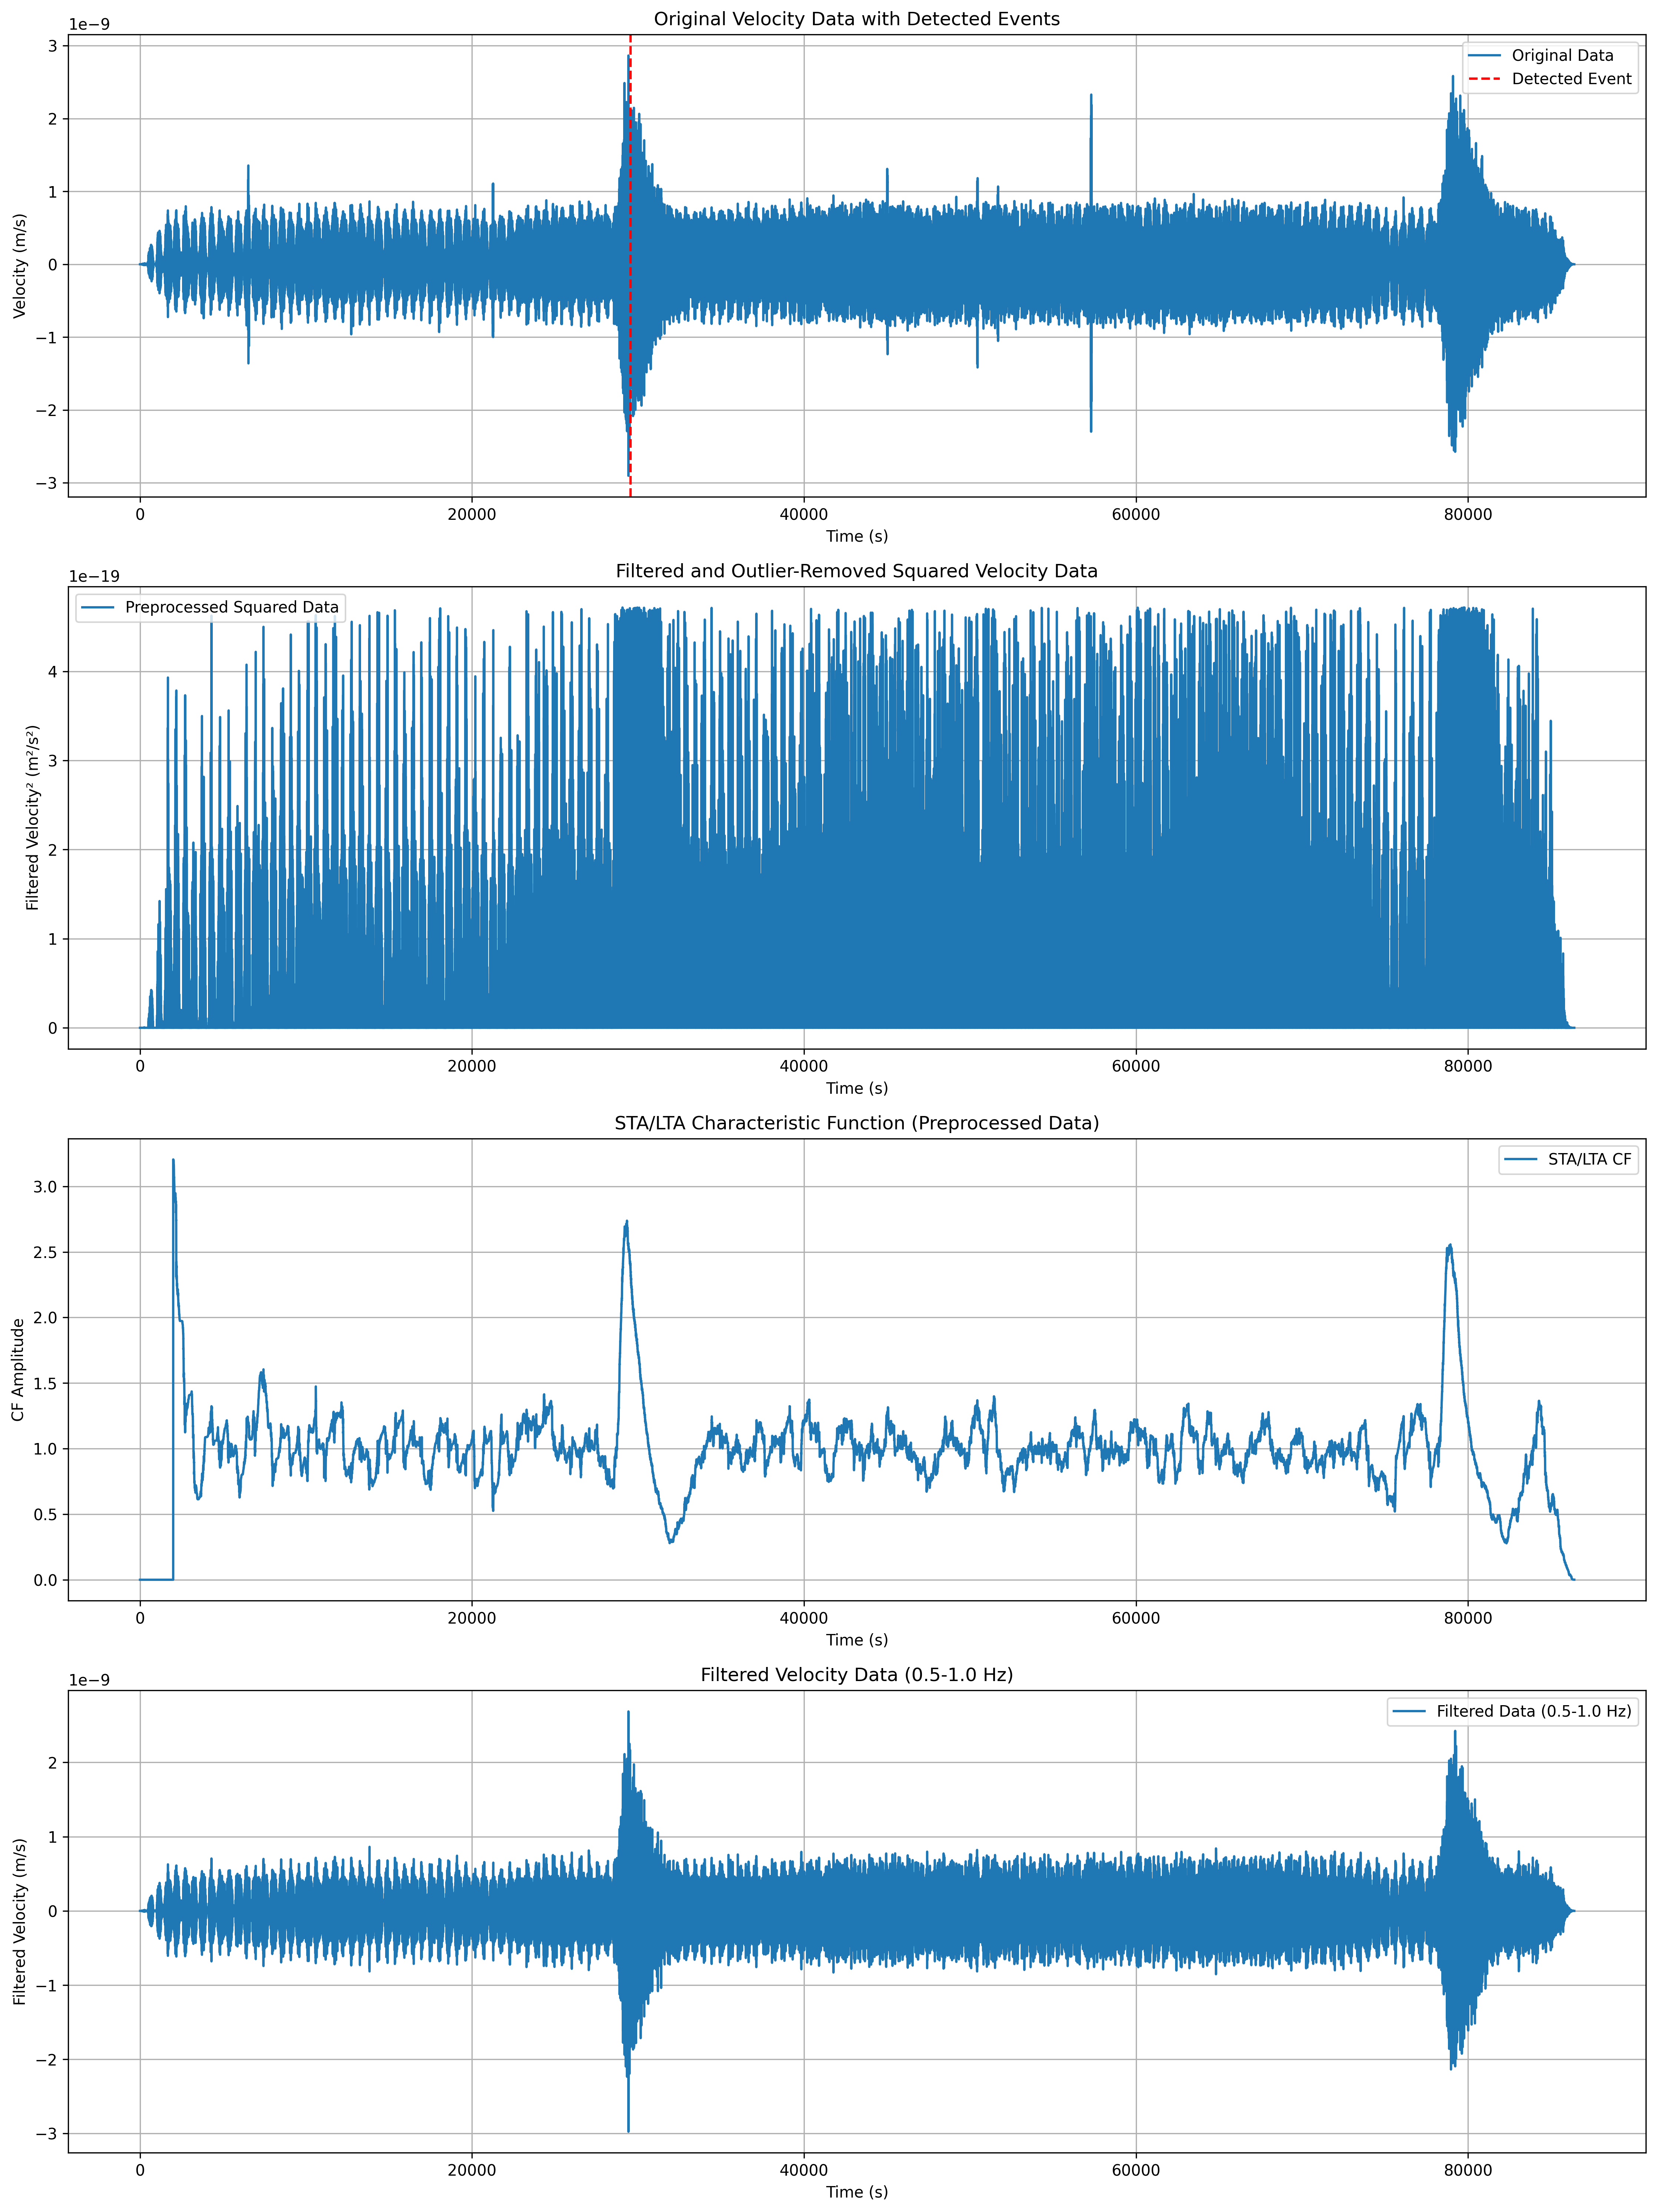 Original Velocity Data with Detected Events
1e−9
Original Data
Detected Event
3
2
1
0
−1
−2
−3
Velocity (m/s)
0 20000 40000 60000 80000
Time (s)
Filtered and Outlier-Removed Squared Velocity Data
1e−19
Preprocessed Squared Data
4
3
2
1
0
Filtered Velocity² (m²/s²)
0 20000 40000 60000 80000
Time (s)
STA/LTA Characteristic Function (Preprocessed Data)
STA/LTA CF
3.0
2.5
2.0
1.5
1.0
0.5
0.0
CF Amplitude
0 20000 40000 60000 80000
Time (s)
Filtered Velocity Data (0.5-1.0 Hz)
1e−9
Filtered Data (0.5-1.0 Hz)
2
1
0
−1
−2
−3
Filtered Velocity (m/s)
0 20000 40000 60000 80000
Time (s)